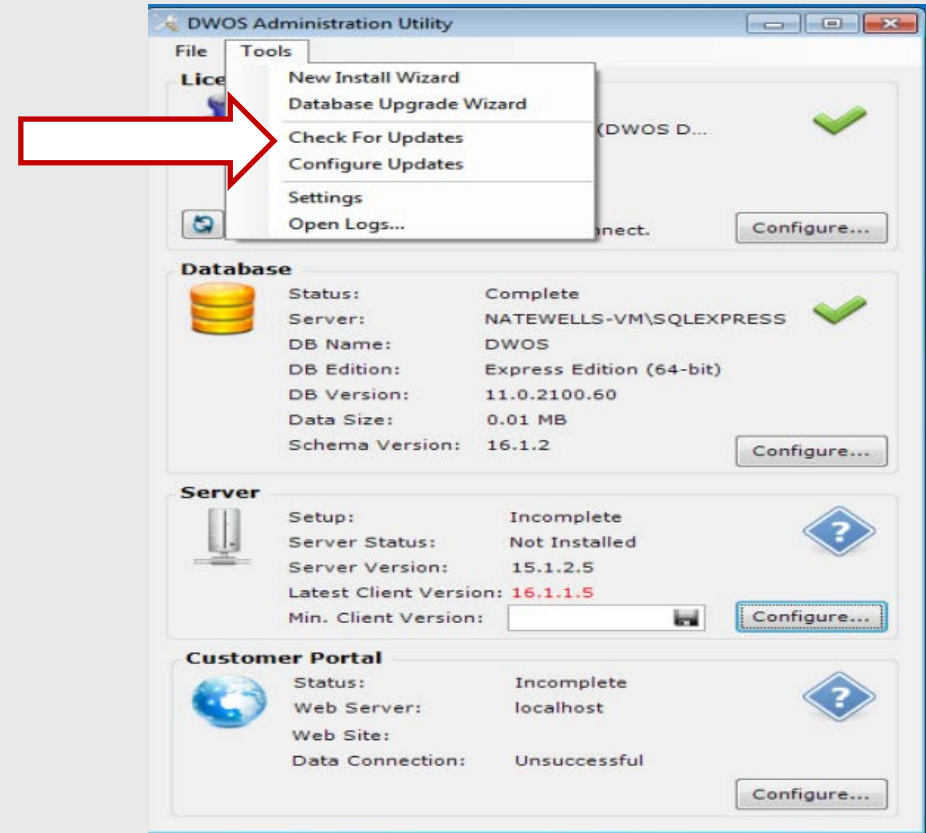 DWOS Administration Utility
File Tools
Lice
New Install Wizard
Database Upgrade Wizard
(DWOS D...
Check For Updates
Configure Updates
Settings
Open Logs...
nnect. Configure...
Database
Status: Complete
Server: NATEWELLS-VM\SQLEXPRESS
DB Name: DWOS
DB Edition: Express Edition (64-bit)
DB Version: 11.0.2100.60
Data Size: 0.01 MB
Schema Version: 16.1.2
Configure...
Server
Setup: Incomplete
Server Status: Not Installed
Server Version: 15.1.2.5
Latest Client Version: 16.1.1.5
Min. Client Version: Configure...
Customer Portal
Status: Incomplete
Web Server: localhost
Web Site:
Data Connection: Unsuccessful
Configure...